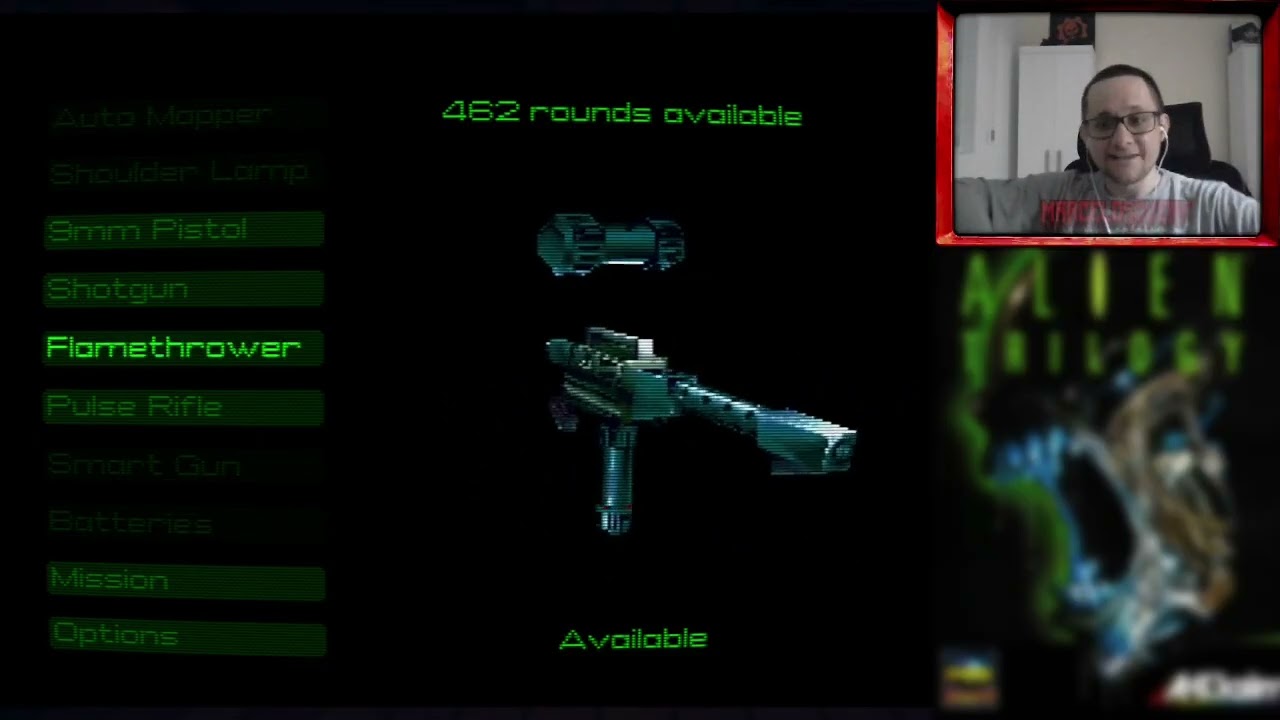 Auto Mapper
Shoulder Lamp
9mm Pistol
Shotgun
Flamethrower
Pulse Rifle
Smart Gun
Batteries
Mission
Options
462 rounds available
Available
ALIEN
TRILOGY
AKclaim